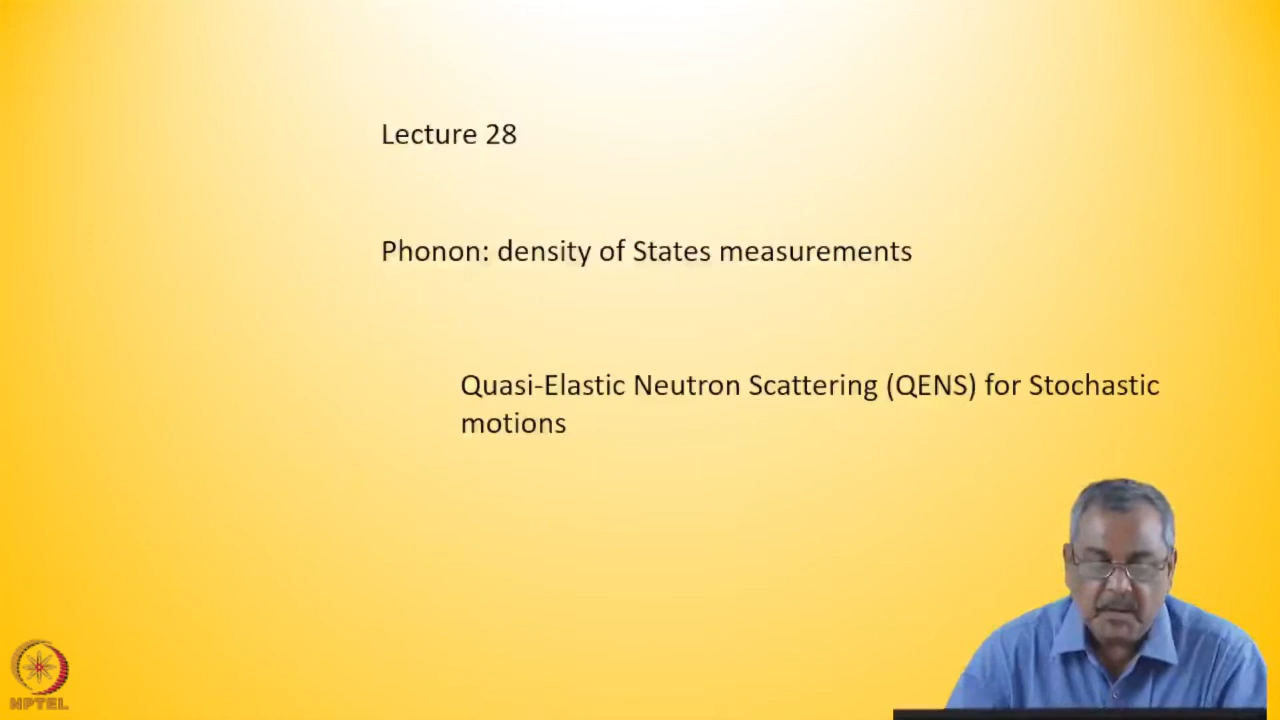 Lecture 28
Phonon: density of States measurements
Quasi-Elastic Neutron Scattering (QENS) for Stochastic
motions
NPTEL